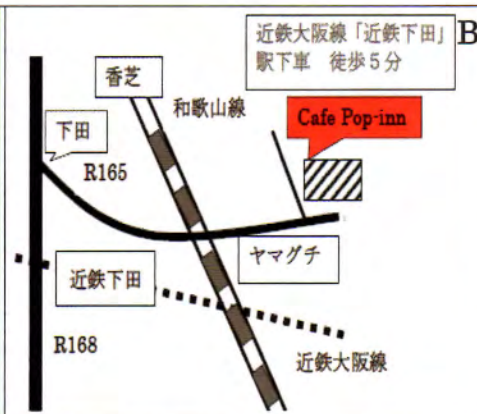 近鉄大阪線「近鉄下田」
駅下車 徒歩5分
B
香芝
和歌山線
Cafe Pop-inn
下田
R165
ヤマグチ
近鉄下田
R168
近鉄大阪線